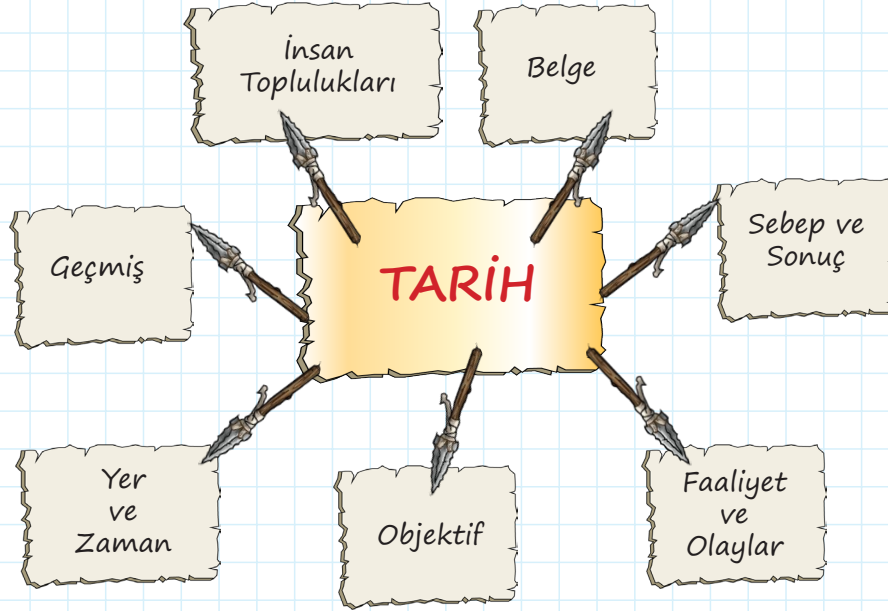 İnsan
Toplulukları
Belge
Geçmiş
TARİH
Sebep ve
Sonuç
Yer
ve
Zaman
Objektif
Faaliyet
ve
Olaylar